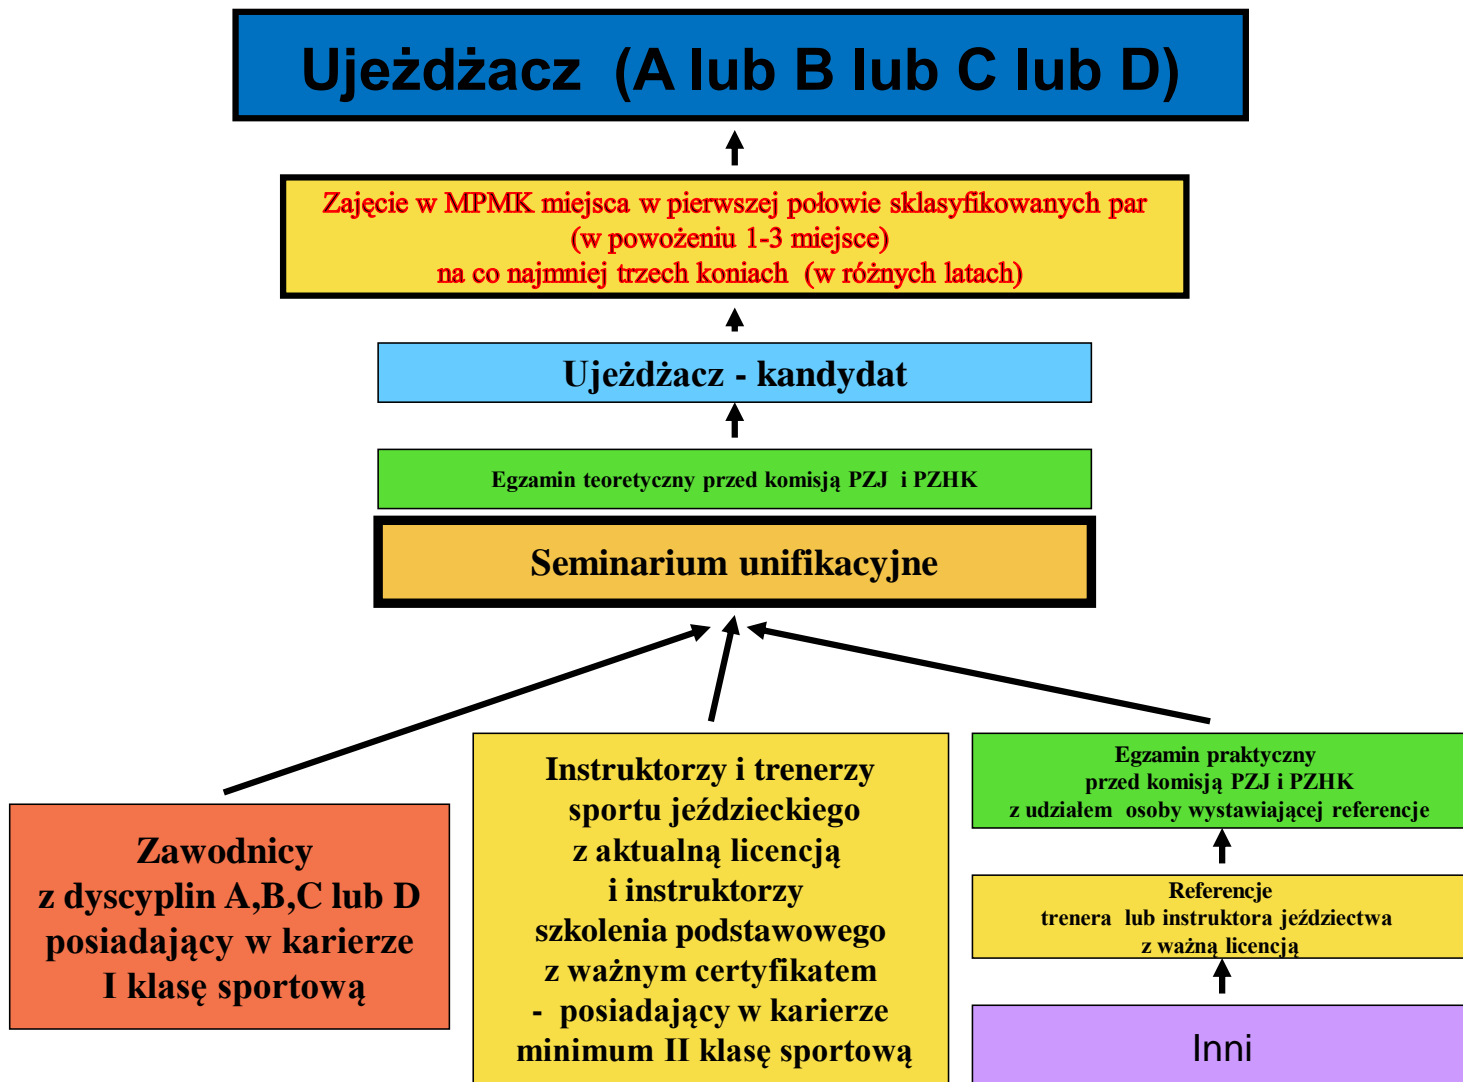 Ujeżdżacz (A lub B lub C lub D)
Zajęcie w MPMK miejsca w pierwszej połowie sklasyfikowanych par
(w powożeniu 1-3 miejsce)
na co najmniej trzech koniach (w różnych latach)
Ujeżdżacz - kandydat
Egzamin teoretyczny przed komisją PZJ i PZHK
Seminarium unifikacyjne
Zawodnicy
z dyscyplin A,B,C lub D
posiadający w karierze
I klasę sportową
Instruktorzy i trenerzy
sportu jeździeckiego
z aktualną licencją
i instruktorzy
szkolenia podstawowego
z ważnym certyfikatem
- posiadający w karierze
minimum II klasę sportową
Egzamin praktyczny
przed komisją PZJ i PZHK
z udziałem osoby wystawiającej referencje
Referencje
trenera lub instruktora jeździectwa
z ważną licencją
Inni